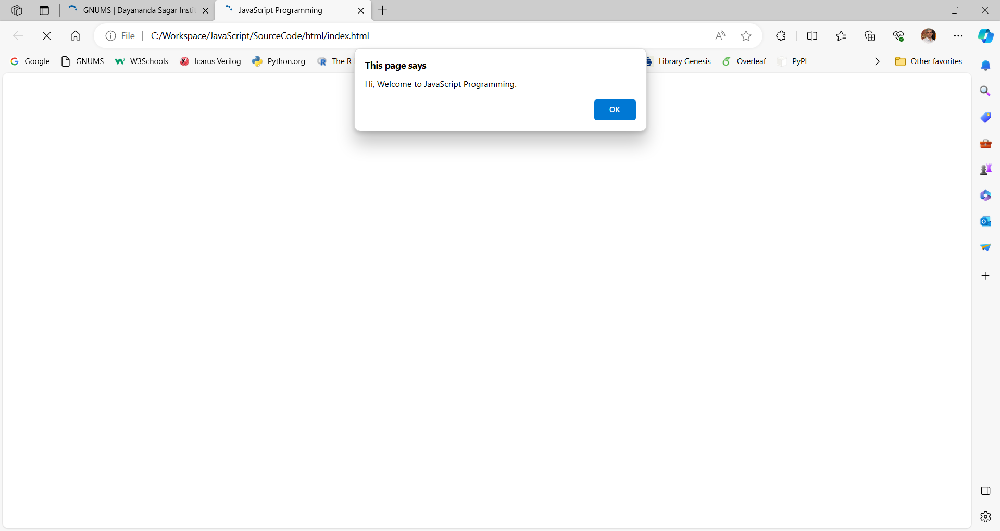 GNUMS | Dayananda Sagar Instit
JavaScript Programming
File
C:/Workspace/JavaScript/SourceCode/html/index.html
Google
GNUMS
W3Schools
Icarus Verilog
Python.org
The R
Library Genesis
Overleaf
PyPI
Other favorites
This page says
Hi, Welcome to JavaScript Programming.
OK